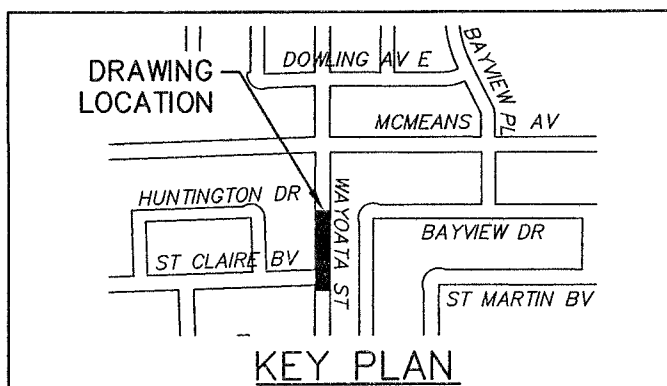 DOWLING AV E
BAYVIEW PL
DRAWING
LOCATION
MCMEANS AV
HUNTINGTON DR
WAYOATA ST
BAYVIEW DR
ST CLAIRE BV
ST MARTIN BV
KEY PLAN